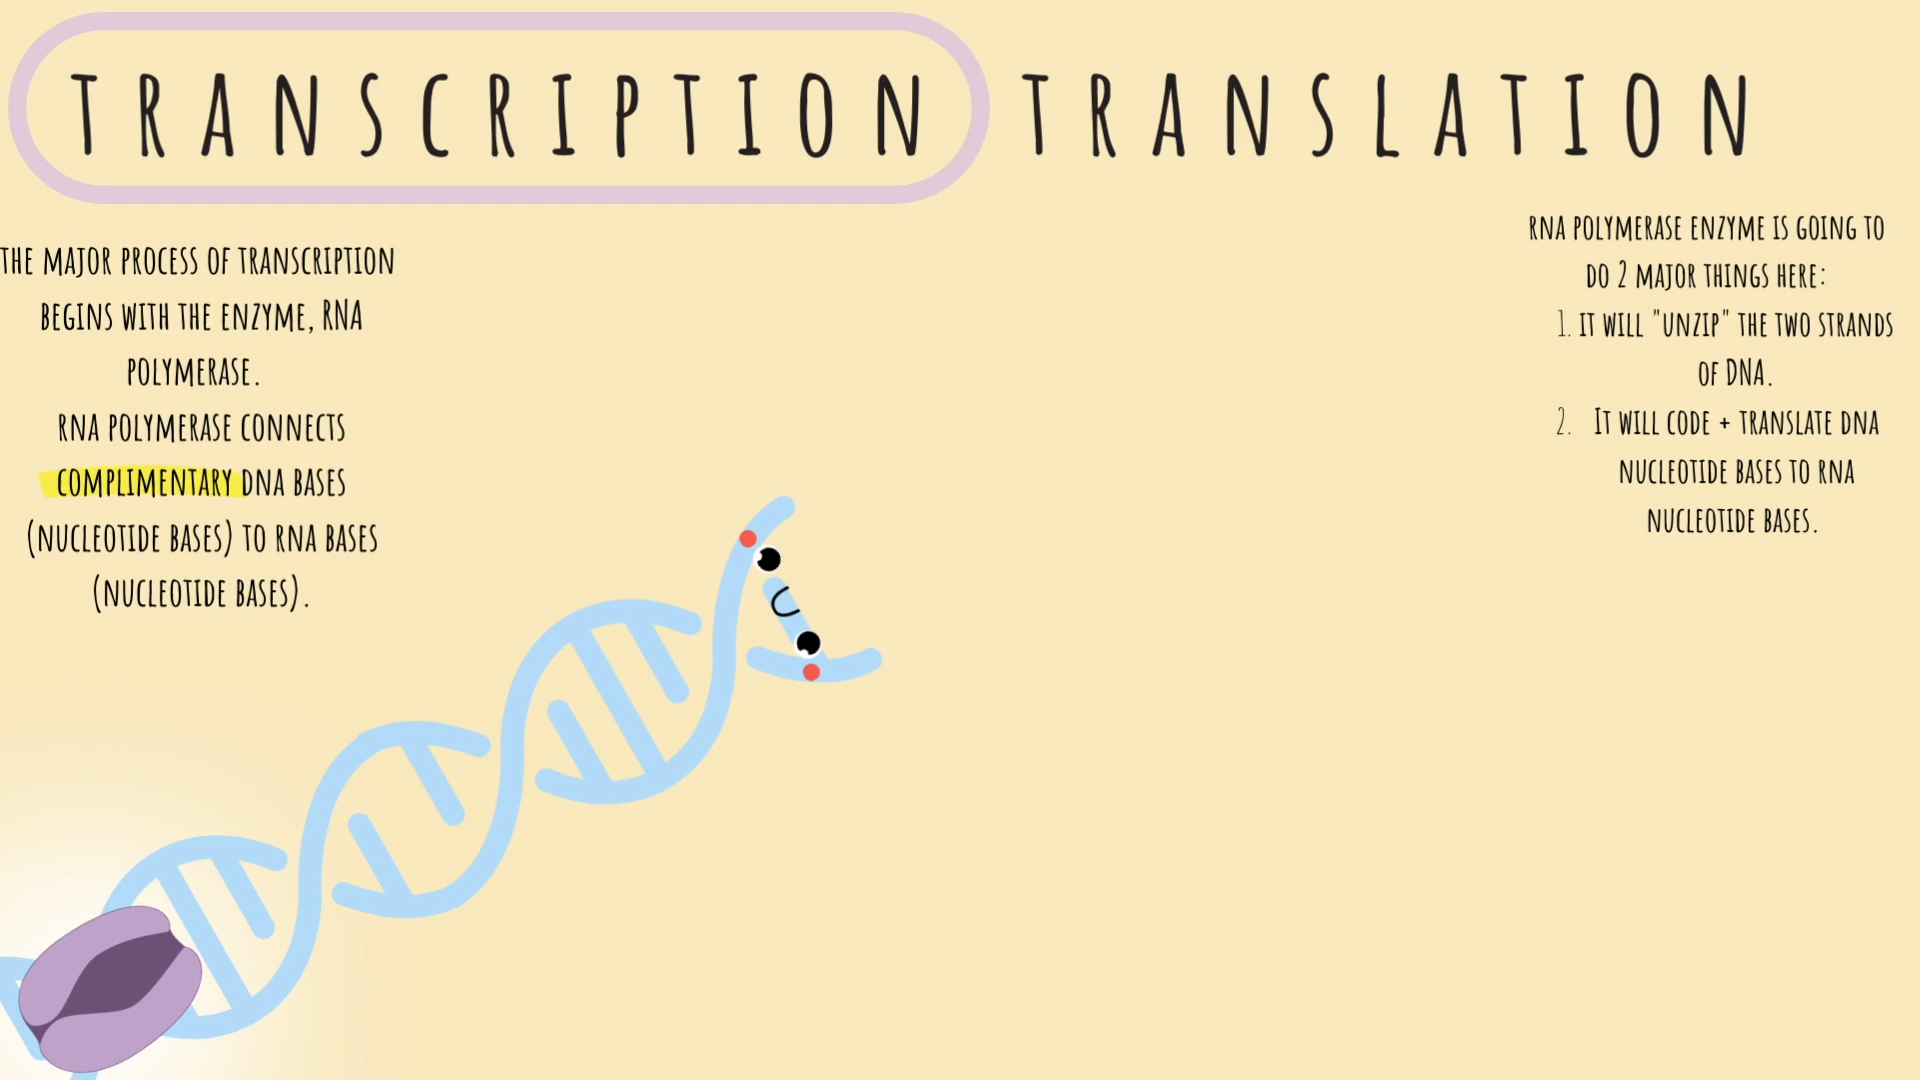 TRANSCRIPTION TRANSLATION
THE MAJOR PROCESS OF TRANSCRIPTION
BEGINS WITH THE ENZYME, RNA
POLYMERASE.
RNA POLYMERASE CONNECTS
COMPLIMENTARY DNA BASES
(NUCLEOTIDE BASES) TO RNA BASES
(NUCLEOTIDE BASES).
RNA POLYMERASE ENZYME IS GOING TO
DO 2 MAJOR THINGS HERE:
1. IT WILL "UNZIP" THE TWO STRANDS
OF DNA.
2. IT WILL CODE + TRANSLATE DNA
NUCLEOTIDE BASES TO RNA
NUCLEOTIDE BASES.